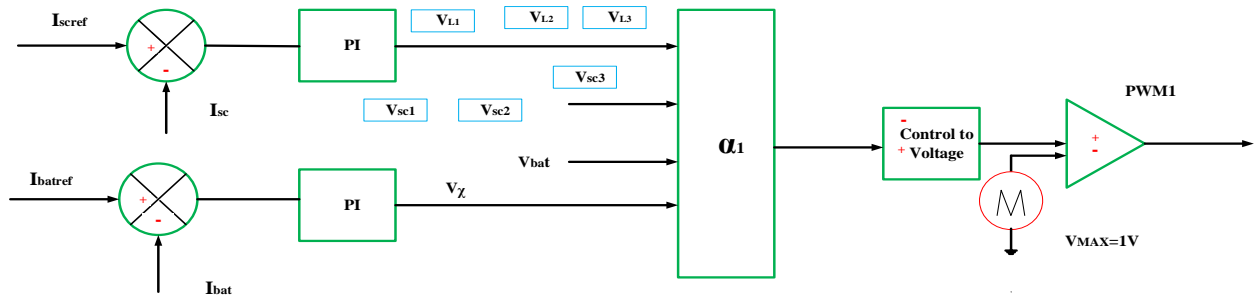 Iscref
+
-
Isc
PI
VL1
VL2
VL3
Vsc1
Vsc2
Vsc3
Vbat
Ibatref
+
-
Ibat
PI
Vχ
α1
-
Control to
+ Voltage
PWM1
+
-
VMAX=1V